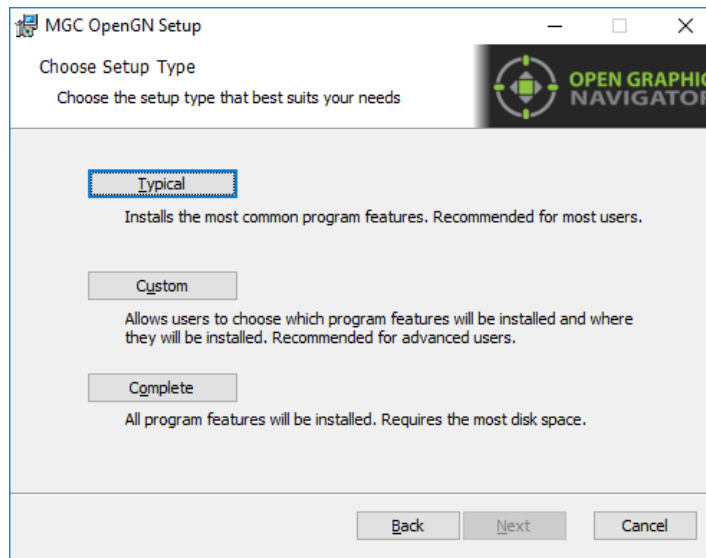 MGC OpenGN Setup
Choose Setup Type
Choose the setup type that best suits your needs
OPEN GRAPHIC
NAVIGATOR
Typical
Installs the most common program features. Recommended for most users.
Custom
Allows users to choose which program features will be installed and where
they will be installed. Recommended for advanced users.
Complete
All program features will be installed. Requires the most disk space.
Back Next Cancel